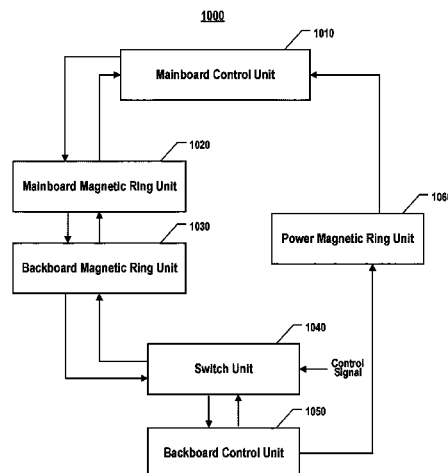 1000
1010
Mainboard Control Unit
1020
Mainboard Magnetic Ring Unit
1030
Backboard Magnetic Ring Unit
1060
Power Magnetic Ring Unit
1040
Switch Unit
Control
Signal
1050
Backboard Control Unit